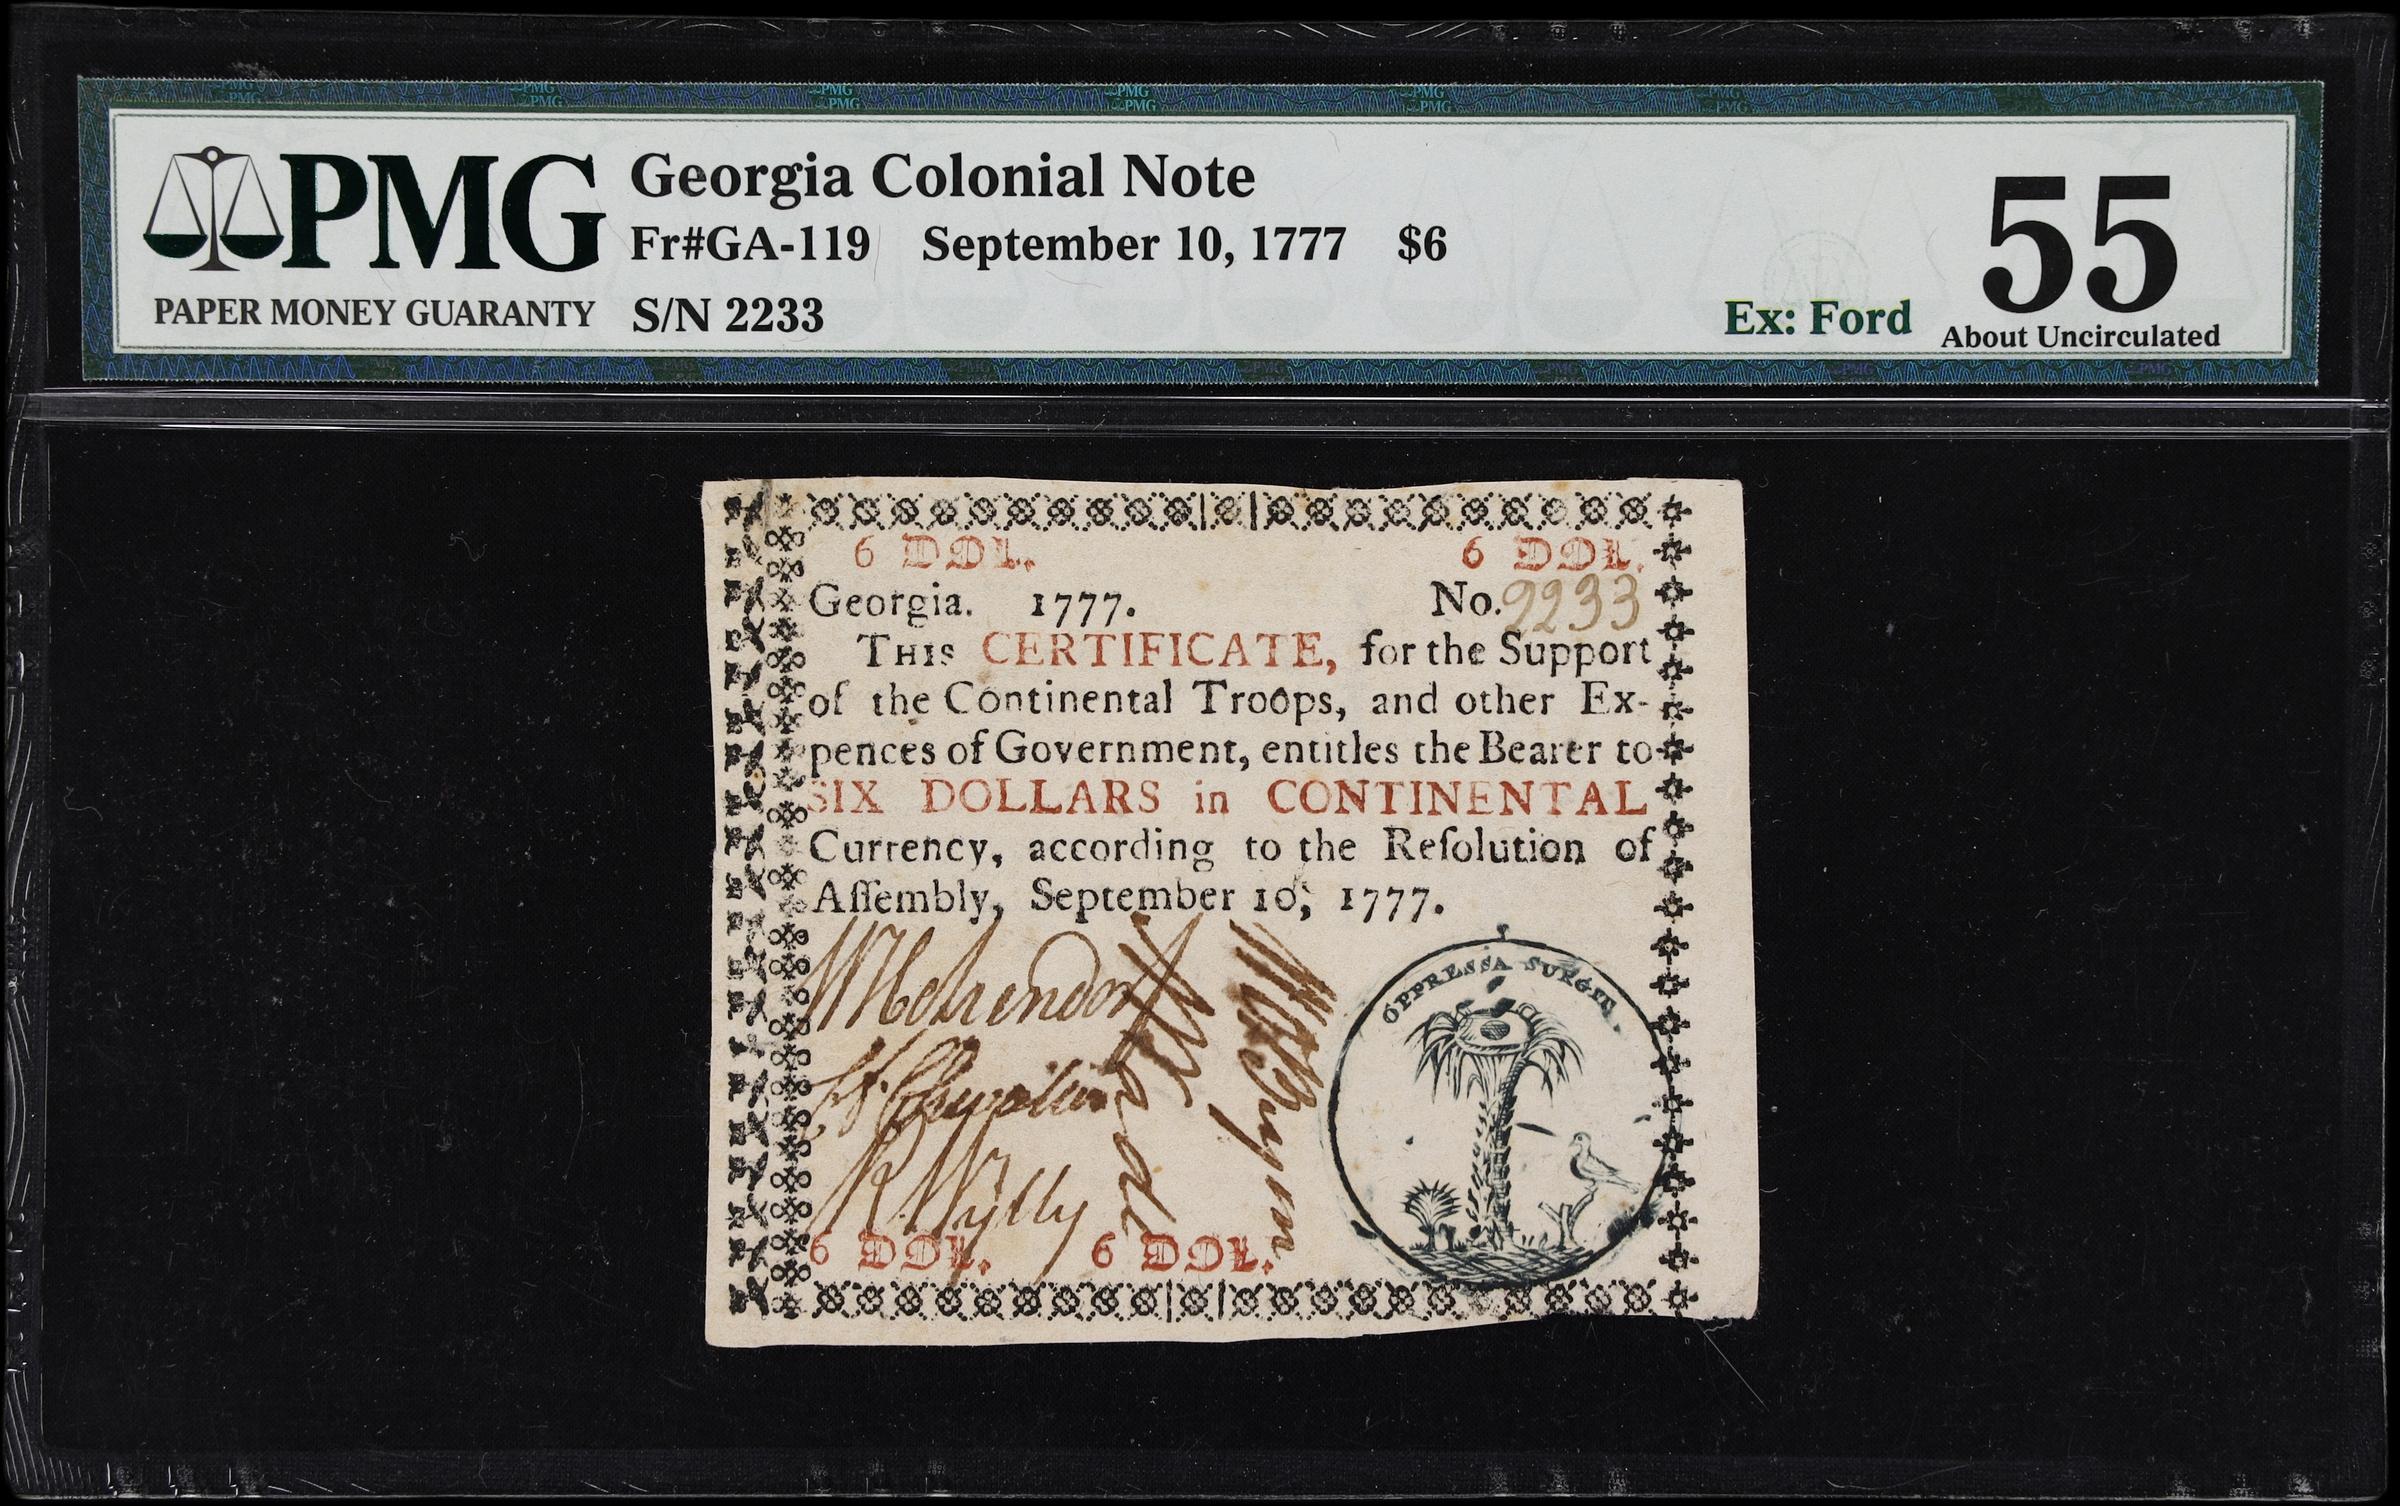 PMG
PAPER MONEY GUARANTY
Georgia Colonial Note
Fr#GA-119 September 10, 1777 $6
S/N 2233
Ex: Ford
55
About Uncirculated
6 DOL. 6 DOL.
Georgia. 1777. No. 2233
THIS CERTIFICATE, for the Support
of the Continental Troops, and other Ex-
pences of Government, entitles the Bearer to
SIX DOLLARS in CONTINENTAL
Currency, according to the Reſolution of
Aſſembly, September 10, 1777.
R. Wylly
OPPRESSA SURGIT.
6 DOL. 6 DOL.